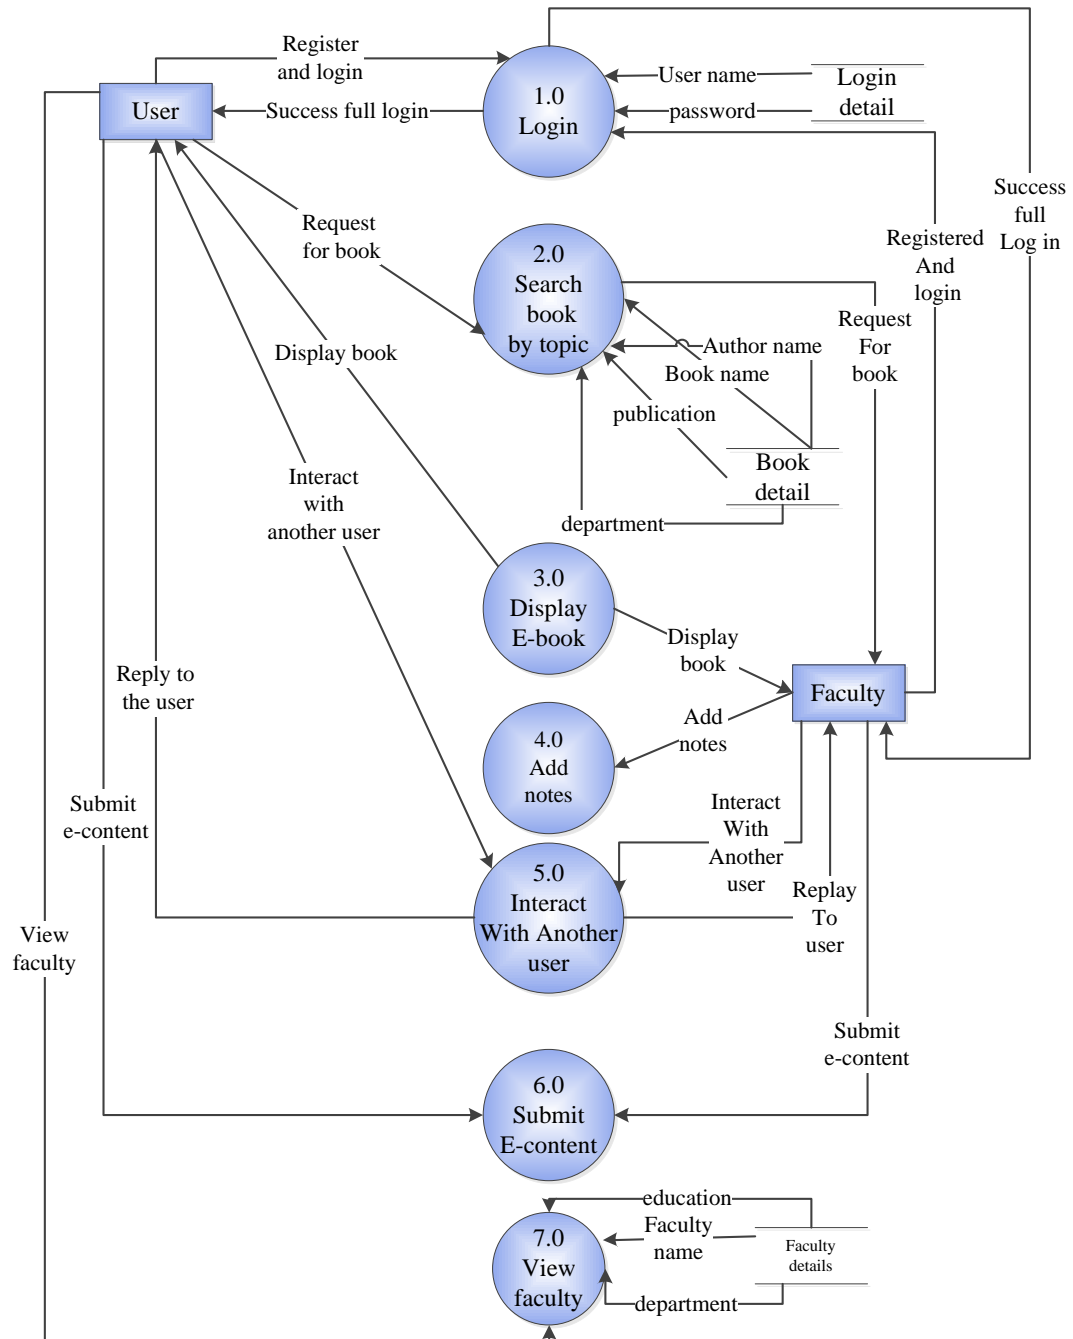 Register
and login
User
Success full login
1.0
Login
User name
password
Login
detail
Success
full
Log in
Registered
And
login
Request
for book
2.0
Search
book
by topic
Request
For
book
Display book
Author name
Book name
publication
Book
detail
department
Interact
with
another user
3.0
Display
E-book
Display
book
Reply to
the user
Faculty
Add
notes
4.0
Add
notes
Submit
e-content
Interact
With
Another
user
5.0
Interact
With Another
user
Replay
To
user
View
faculty
Submit
e-content
6.0
Submit
E-content
education
Faculty
name
7.0
View
faculty
Faculty
details
department